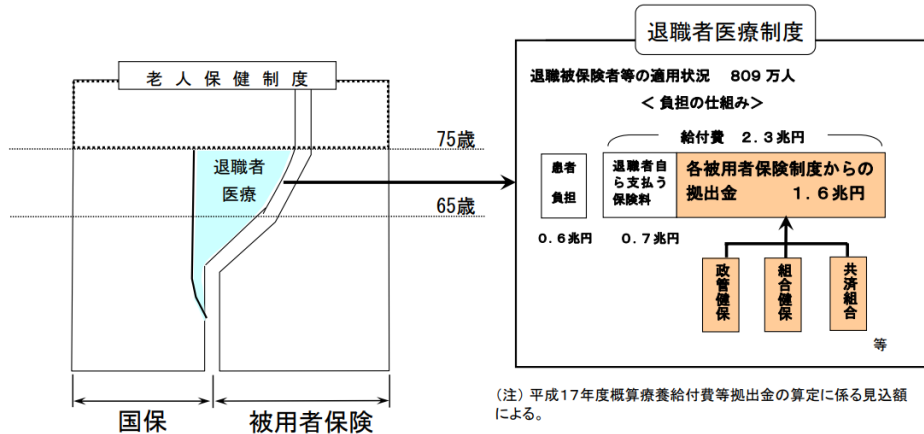 老人保健制度
75歳
退職者
医療
65歳
国保
被用者保険
退職者医療制度
退職被保険者等の適用状況　809万人
＜ 負担の仕組み＞
給付費　2.3兆円
患者
負担
退職者自
ら支払う
保険料
各被用者保険制度からの
拠出金　1.6兆円
0.6兆円
0.7兆円
政管健保
組合健保
共済組合
等
(注) 平成17年度概算療養給付費等拠出金の算定に係る見込額
による。